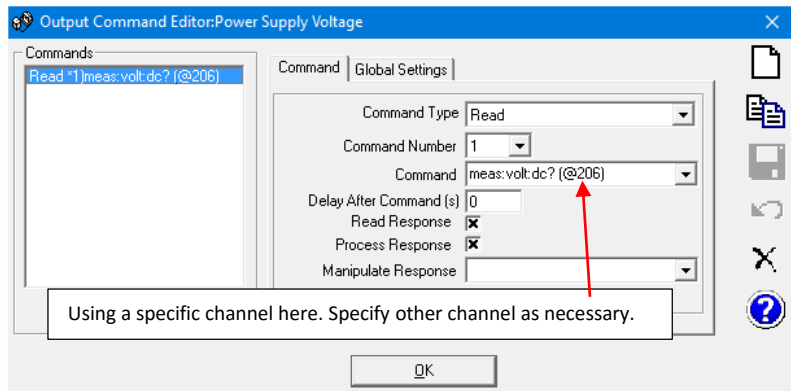 Output Command Editor:Power Supply Voltage
Commands
Read *1)meas:volt:dc? (@206)
Command
Global Settings
Command Type
Read
Command Number
1
Command
meas:volt:dc? (@206)
Delay After Command (s)
0
Read Response
Process Response
Manipulate Response
Using a specific channel here. Specify other channel as necessary.
OK